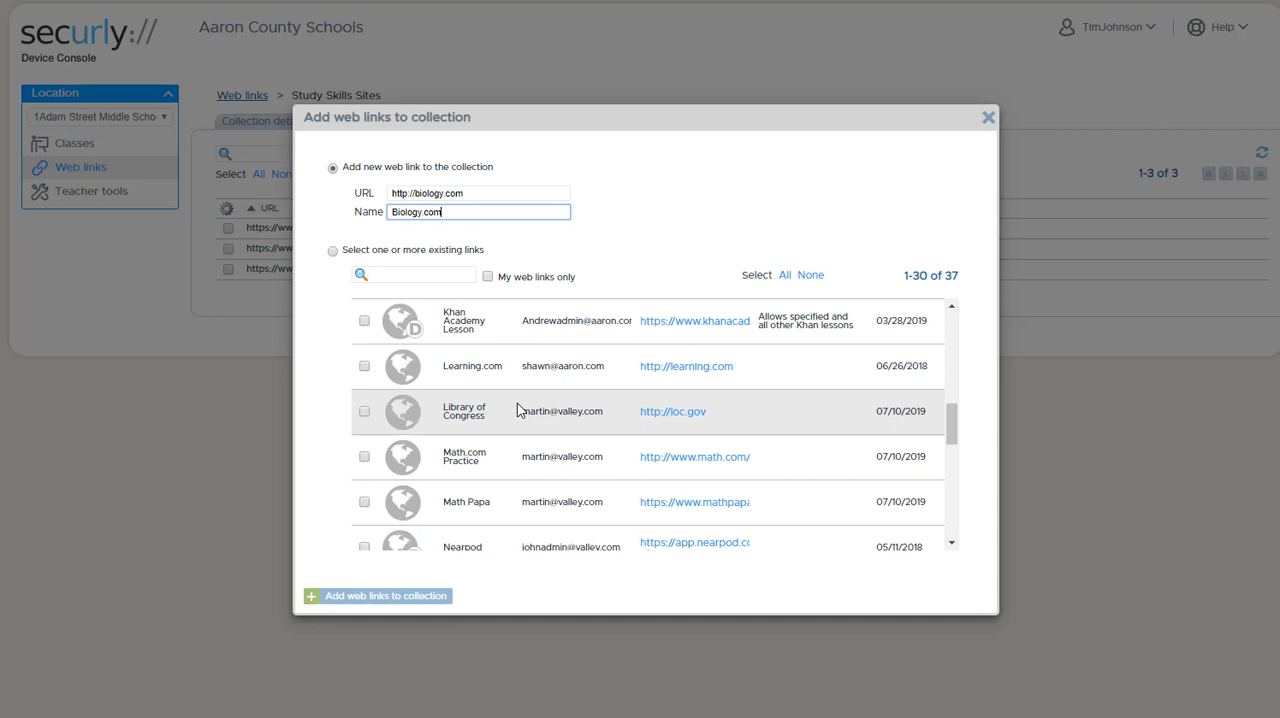 securly://
Device Console
Aaron County Schools
TimJohnson
Help
Location
1Adam Street Middle Scho
Classes
Web links
Teacher tools
Web links > Study Skills Sites
Collection deta
Select All Non
1-3 of 3
URL
https://ww
https://ww
https://ww
Add web links to collection
Add new web link to the collection
URL http://biology.com
Name Biology.com
Select one or more existing links
My web links only
Select All None
1-30 of 37
Khan Academy Lesson
Andrewadmin@aaron.cor
https://www.khanacad
Allows specified and all other Khan lessons
03/28/2019
D
Learning.com shawn@aaron.com http://learning.com 06/26/2018
Library of Congress
martin@valley.com http://loc.gov 07/10/2019
Math.com Practice
martin@valley.com http://www.math.com/ 07/10/2019
Math Papa martin@valley.com https://www.mathpapa 07/10/2019
Nearpod johnadmin@valley.com https://app.nearpod.co 05/11/2018
Add web links to collection